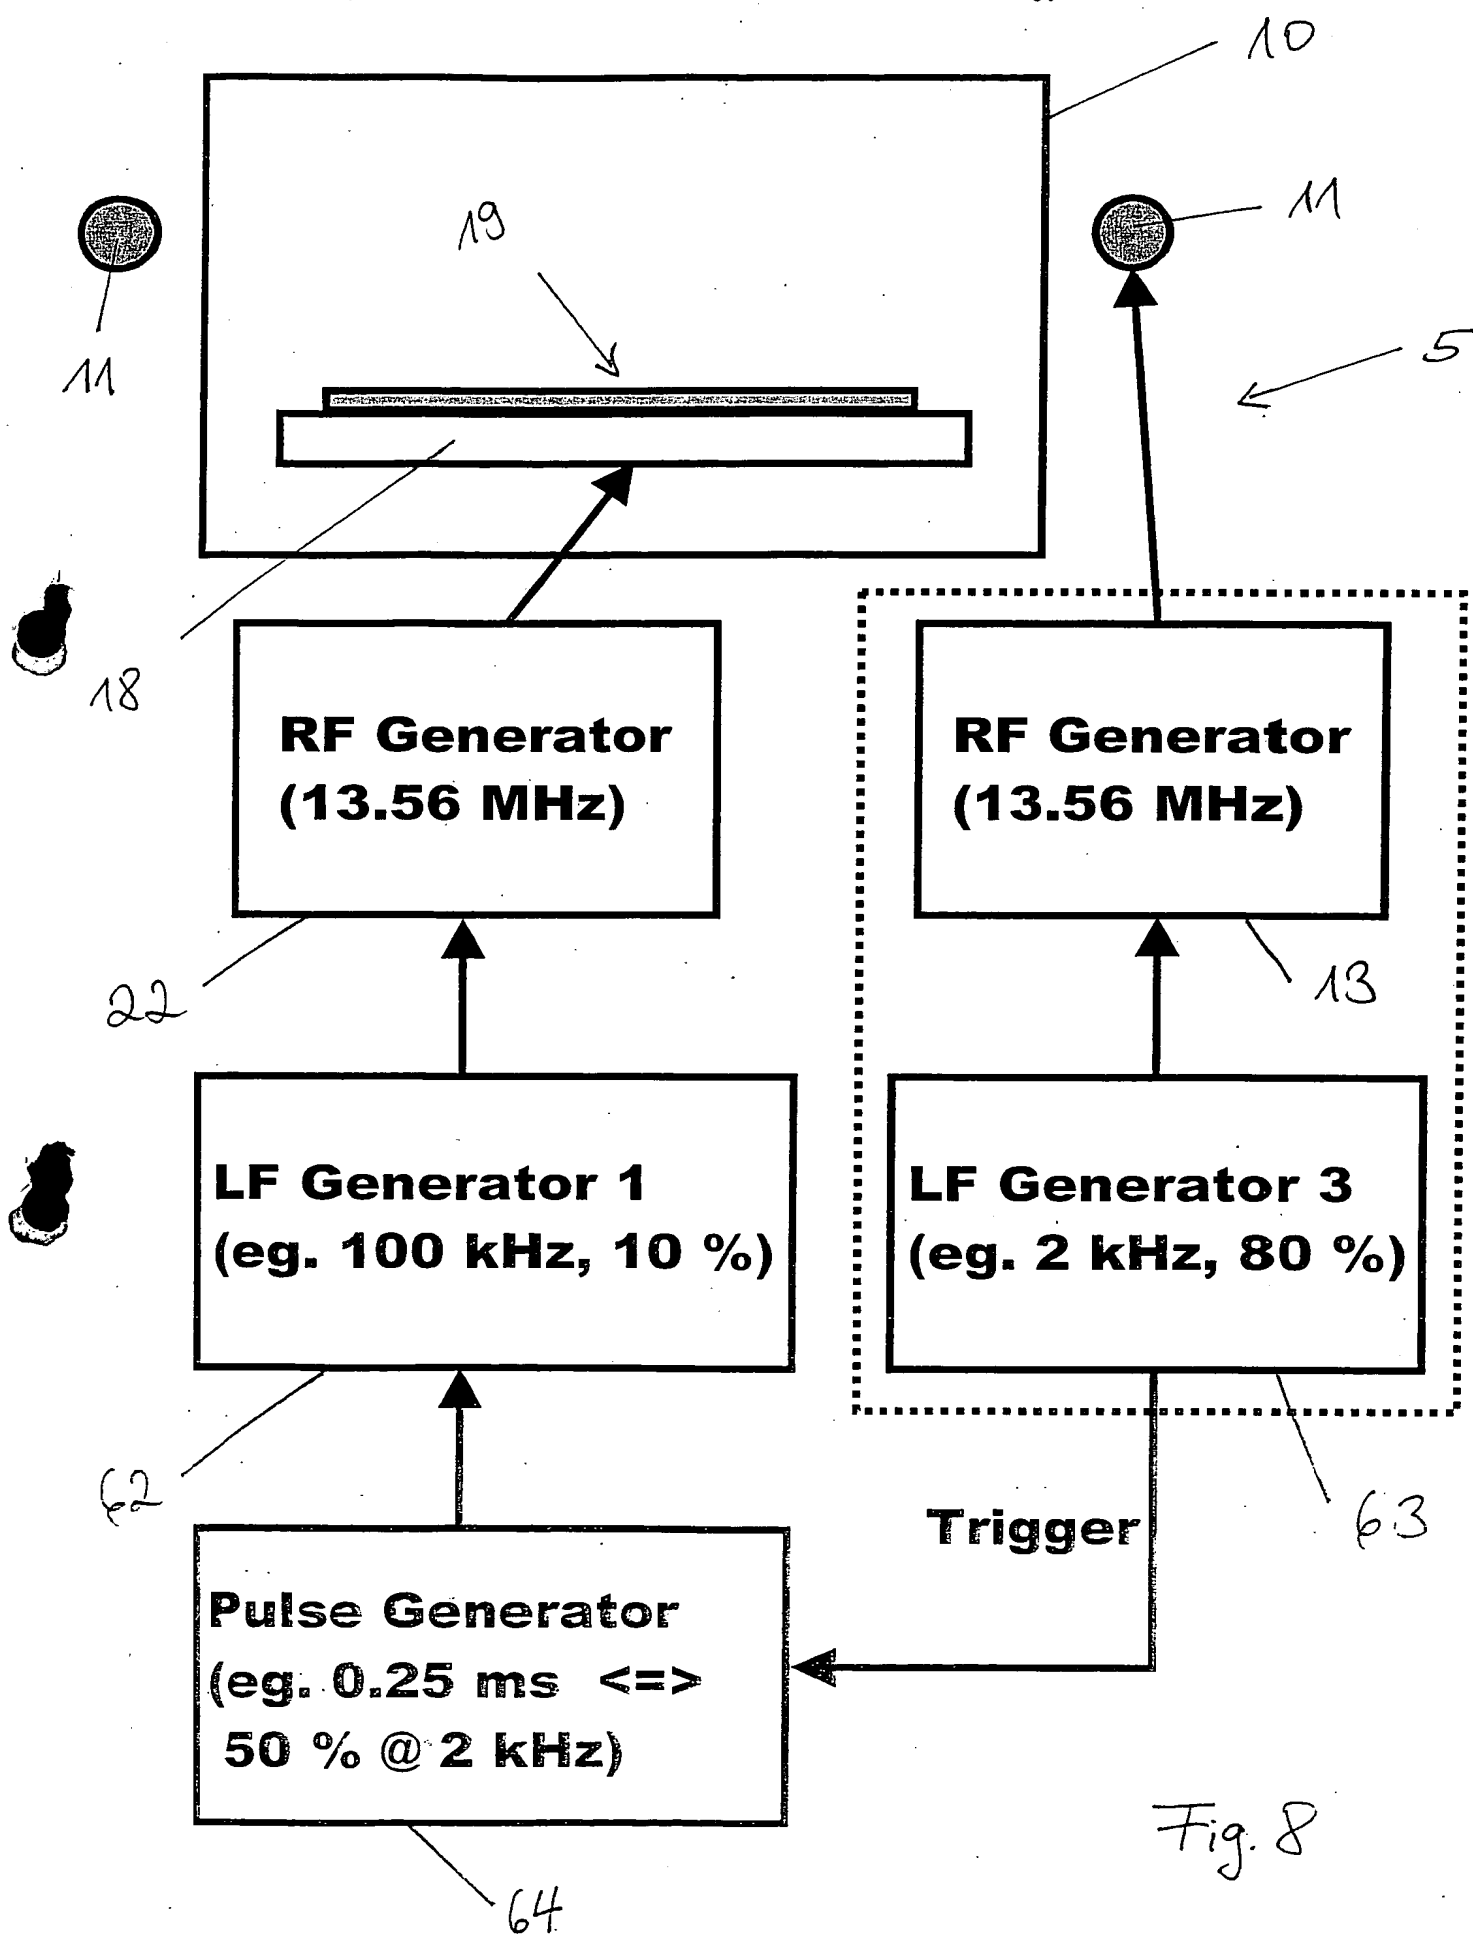 10
11
19
11
5
18
RF Generator
(13.56 MHz)
RF Generator
(13.56 MHz)
22
13
LF Generator 1
(eg. 100 kHz, 10 %)
LF Generator 3
(eg. 2 kHz, 80 %)
62
63
Trigger
Pulse Generator
(eg. 0.25 ms <=>
50 % @ 2 kHz)
64
Fig. 8